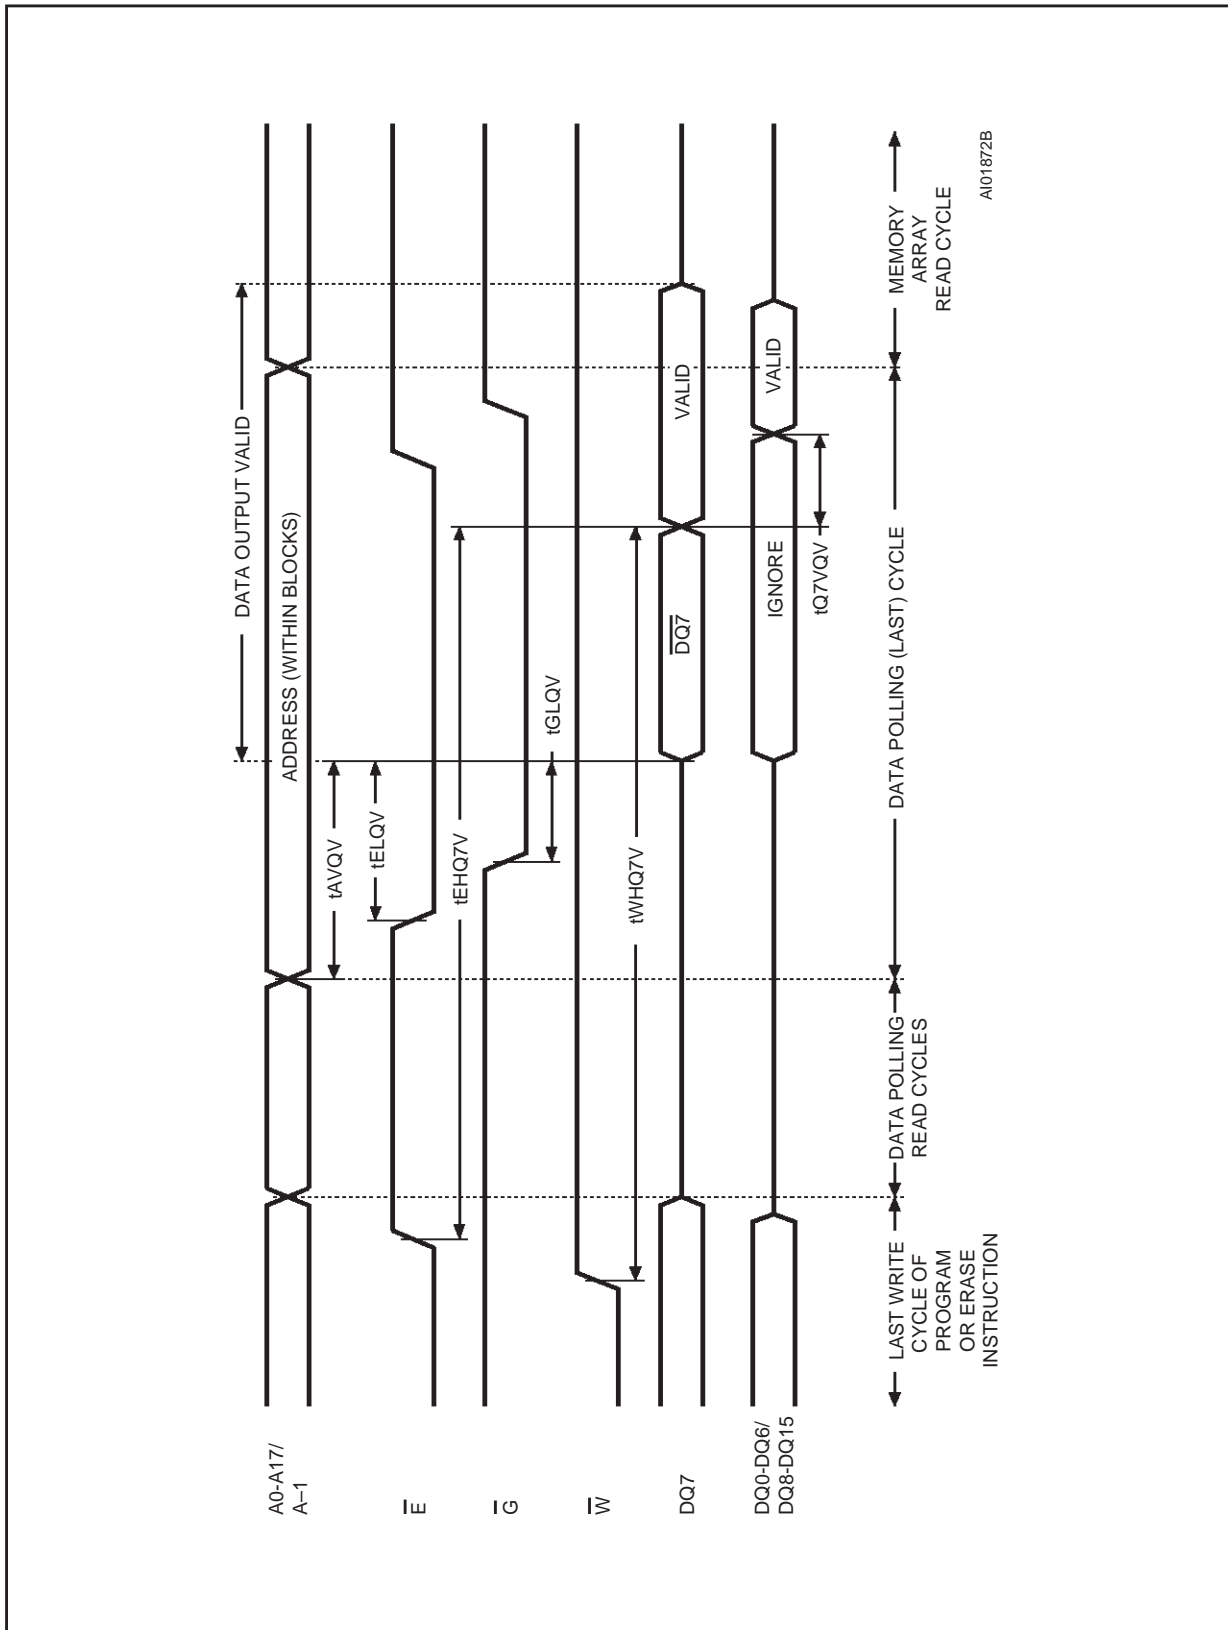 DATA OUTPUT VALID
A0-A17/
A–1
ADDRESS (WITHIN BLOCKS)
tAVQV
tELQV
E
tEHQ7V
G
tGLQV
W
tWHQ7V
DQ7
DQ7
VALID
DQ0-DQ6/
DQ8-DQ15
IGNORE
VALID
tQ7VQV
LAST WRITE
CYCLE OF
PROGRAM
OR ERASE
INSTRUCTION
DATA POLLING
READ CYCLES
DATA POLLING (LAST) CYCLE
MEMORY
ARRAY
READ CYCLE
AI01872B